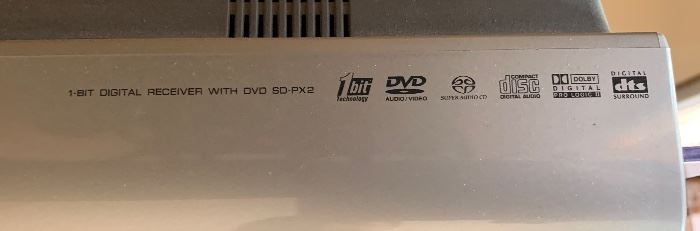 1-BIT DIGITAL RECEIVER WITH DVD SD-PX2
1bit
Technology
DVD
AUDIO/VIDEO
SUPER AUDIO CD
COMPACT
disc
DIGITAL AUDIO
DOLBY
DIGITAL
PRO LOGIC II
DIGITAL
dts
SURROUND